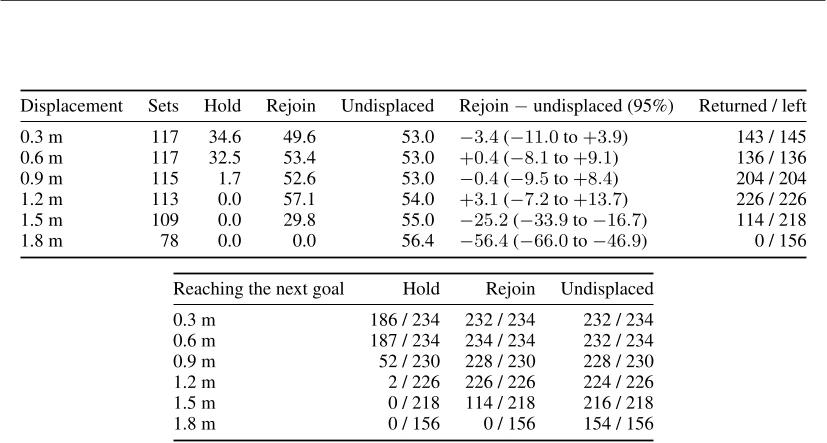 Displacement Sets Hold Rejoin Undisplaced Rejoin − undisplaced (95%) Returned / left
0.3 m 117 34.6 49.6 53.0 −3.4 (−11.0 to +3.9) 143 / 145
0.6 m 117 32.5 53.4 53.0 +0.4 (−8.1 to +9.1) 136 / 136
0.9 m 115 1.7 52.6 53.0 −0.4 (−9.5 to +8.4) 204 / 204
1.2 m 113 0.0 57.1 54.0 +3.1 (−7.2 to +13.7) 226 / 226
1.5 m 109 0.0 29.8 55.0 −25.2 (−33.9 to −16.7) 114 / 218
1.8 m 78 0.0 0.0 56.4 −56.4 (−66.0 to −46.9) 0 / 156
Reaching the next goal Hold Rejoin Undisplaced
0.3 m 186 / 234 232 / 234 232 / 234
0.6 m 187 / 234 234 / 234 232 / 234
0.9 m 52 / 230 228 / 230 228 / 230
1.2 m 2 / 226 226 / 226 224 / 226
1.5 m 0 / 218 114 / 218 216 / 218
1.8 m 0 / 156 0 / 156 154 / 156